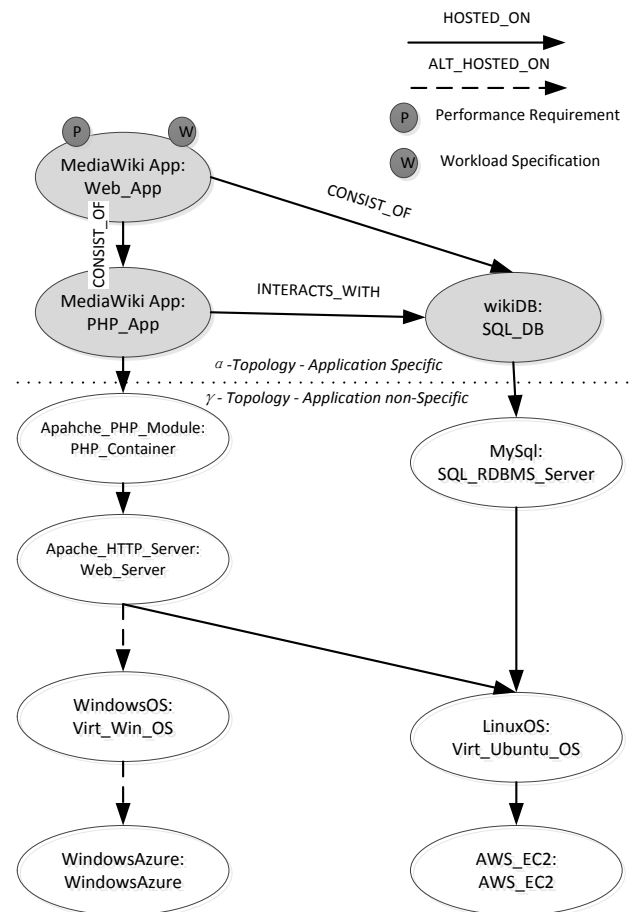 HOSTED_ON
ALT_HOSTED_ON
P Performance Requirement
W Workload Specification
P
W
MediaWiki App:
Web_App
CONSIST_OF
CONSIST_OF
MediaWiki App:
PHP_App
INTERACTS_WITH
wikiDB:
SQL_DB
α -Topology - Application Specific
γ - Topology - Application non-Specific
Apahche_PHP_Module:
PHP_Container
MySql:
SQL_RDBMS_Server
Apache_HTTP_Server:
Web_Server
WindowsOS:
Virt_Win_OS
LinuxOS:
Virt_Ubuntu_OS
WindowsAzure:
WindowsAzure
AWS_EC2:
AWS_EC2